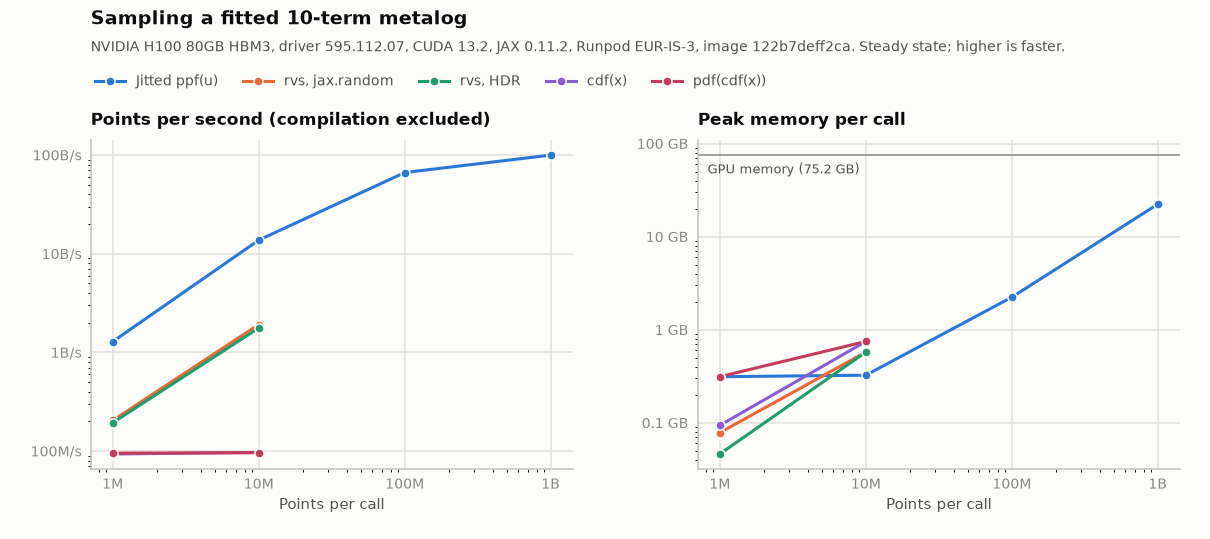 Sampling a fitted 10-term metalog
NVIDIA H100 80GB HBM3, driver 595.112.07, CUDA 13.2, JAX 0.11.2, Runpod EUR-IS-3, image 122b7deff2ca. Steady state; higher is faster.
Jitted ppf(u) rvs, jax.random rvs, HDR cdf(x) pdf(cdf(x))
Points per second (compilation excluded)
100B/s
10B/s
1B/s
100M/s
1M 10M 100M 1B
Points per call
Peak memory per call
100 GB
GPU memory (75.2 GB)
10 GB
1 GB
0.1 GB
1M 10M 100M 1B
Points per call